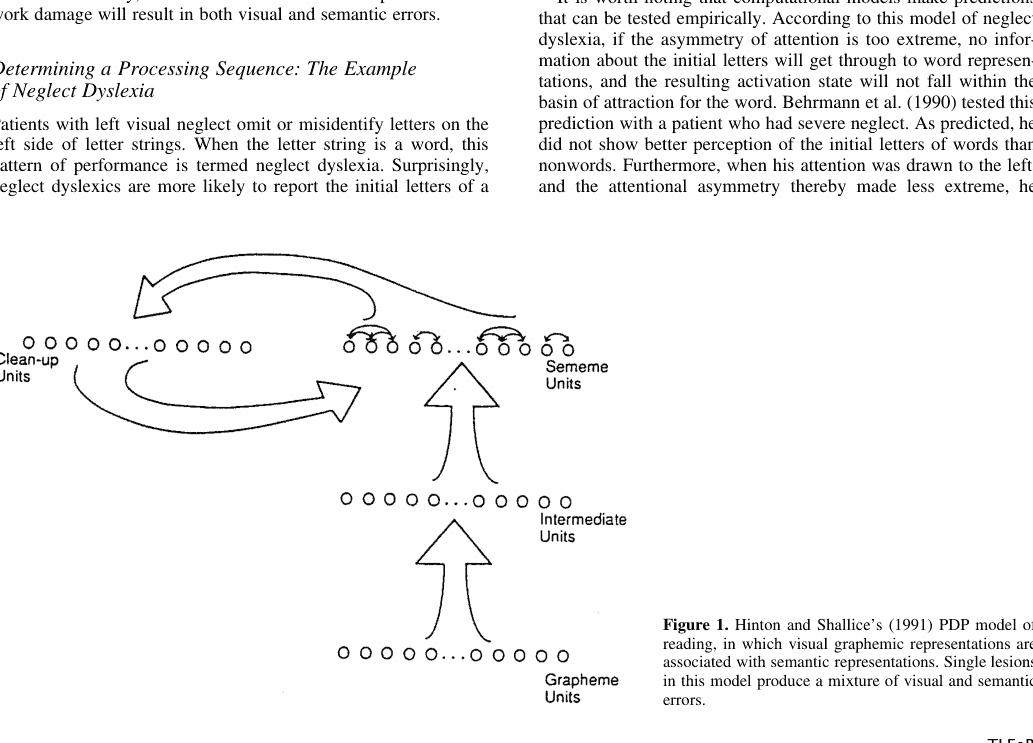 work damage will result in both visual and semantic errors.
Determining a Processing Sequence: The Example
of Neglect Dyslexia
Patients with left visual neglect omit or misidentify letters on the
left side of letter strings. When the letter string is a word, this
pattern of performance is termed neglect dyslexia. Surprisingly,
neglect dyslexics are more likely to report the initial letters of a
It is worth noting that computational models make predictions
that can be tested empirically. According to this model of neglect
dyslexia, if the asymmetry of attention is too extreme, no infor-
mation about the initial letters will get through to word represen-
tations, and the resulting activation state will not fall within the
basin of attraction for the word. Behrmann et al. (1990) tested this
prediction with a patient who had severe neglect. As predicted, he
did not show better perception of the initial letters of words than
nonwords. Furthermore, when his attention was drawn to the left,
and the attentional asymmetry thereby made less extreme, he
O O O O O...O O O O O
Clean-up
Units
O O O O O...O O O O O
Sememe
Units
O O O O O...O O O O O
Intermediate
Units
O O O O O...O O O O O
Grapheme
Units
Figure 1. Hinton and Shallice's (1991) PDP model of
reading, in which visual graphemic representations are
associated with semantic representations. Single lesions
in this model produce a mixture of visual and semantic
errors.